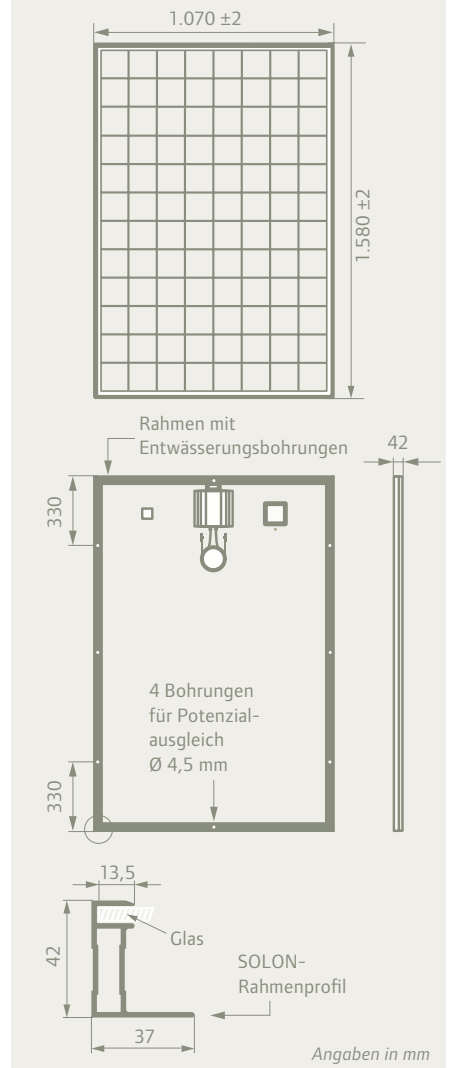 1.070 ±2
1.580 ±2
Rahmen mit
Entwässerungsbohrungen
42
330
4 Bohrungen
für Potenzial-
ausgleich
Ø 4,5 mm
330
13,5
Glas
42
SOLON-
Rahmenprofil
37
Angaben in mm